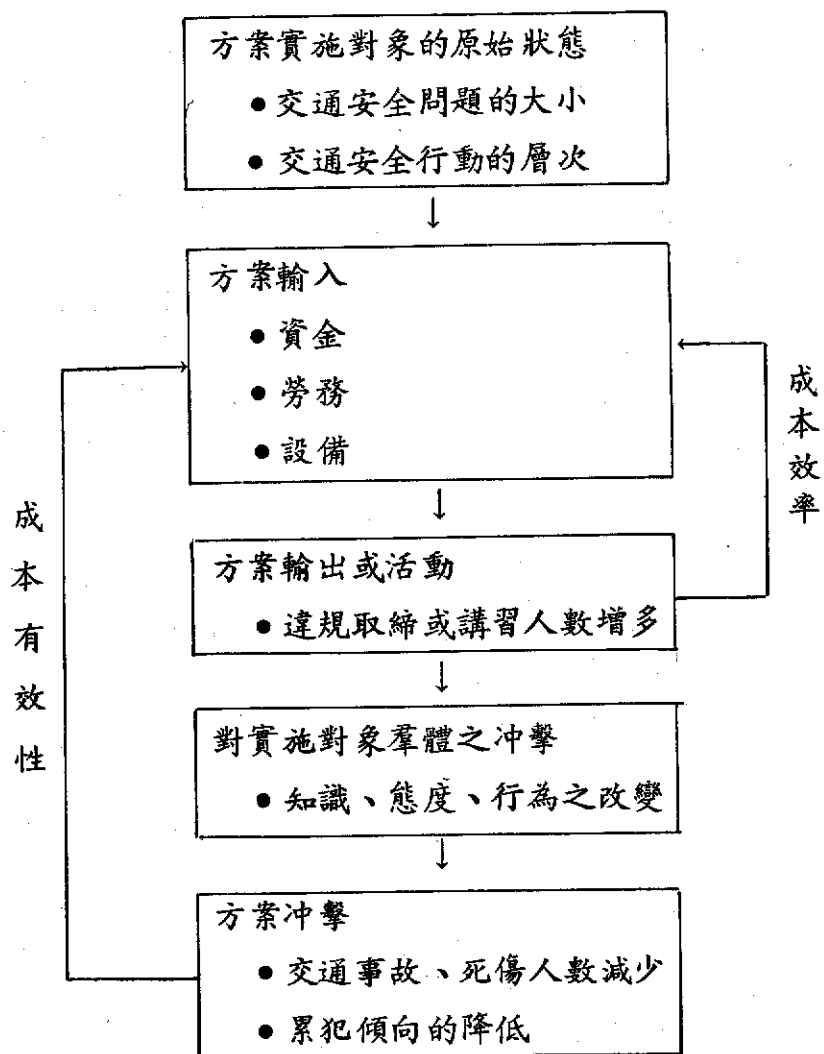 方案實施對象的原始狀態
●交通安全問題的大小
●交通安全行動的層次
↓
方案輸入
●資金
●勞務
●設備
成本效率
↓
成本有效性
方案輸出或活動
●違規取締或講習人數增多
↓
對實施對象羣體之冲擊
●知識、態度、行為之改變
↓
方案冲擊
●交通事故、死傷人數減少
●累犯傾向的降低